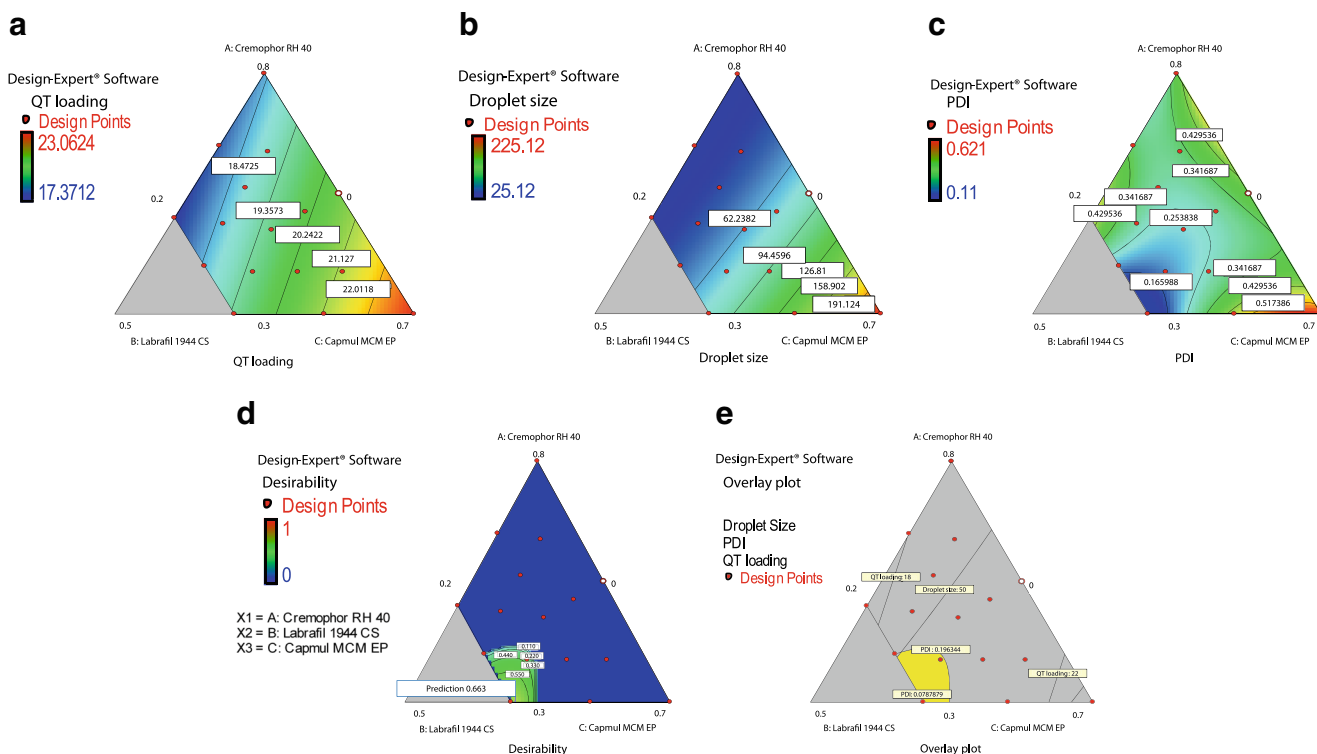 a
A: Cremophor RH 40
0.8
Design-Expert® Software
QT loading
Design Points
23.0624
17.3712
18.4725
0.2
0
19.3573
20.2422
21.127
22.0118
0.5
0.3
0.7
B: Labrafil 1944 CS
C: Capmul MCM EP
QT loading
b
A: Cremophor RH 40
0.8
Design-Expert® Software
Droplet size
Design Points
225.12
25.12
0.2
0
62.2382
94.4596
126.81
158.902
191.124
0.5
0.3
0.7
B: Labrafil 1944 CS
C: Capmul MCM EP
Droplet size
c
A: Cremophor RH 40
0.8
Design-Expert® Software
PDI
Design Points
0.621
0.11
0.429536
0.341687
0.2
0
0.341687
0.429536
0.253838
0.341687
0.165988
0.429536
0.517386
0.5
0.3
0.7
B: Labrafil 1944 CS
C: Capmul MCM EP
PDI
d
A: Cremophor RH 40
0.8
Design-Expert® Software
Desirability
Design Points
1
0
0.2
0
X1 = A: Cremophor RH 40
X2 = B: Labrafil 1944 CS
X3 = C: Capmul MCM EP
0.110
0.440
0.220
0.330
0.550
Prediction 0.663
0.5
0.3
0.7
B: Labrafil 1944 CS
C: Capmul MCM EP
Desirability
e
A: Cremophor RH 40
0.8
Design-Expert® Software
Overlay plot
Droplet Size
PDI
QT loading
Design Points
QT loading: 18
0.2
Droplet size: 50
0
PDI : 0.196344
QT loading : 22
PDI: 0.0787879
0.5
0.3
0.7
B: Labrafil 1944 CS
C: Capmul MCM EP
Overlay plot